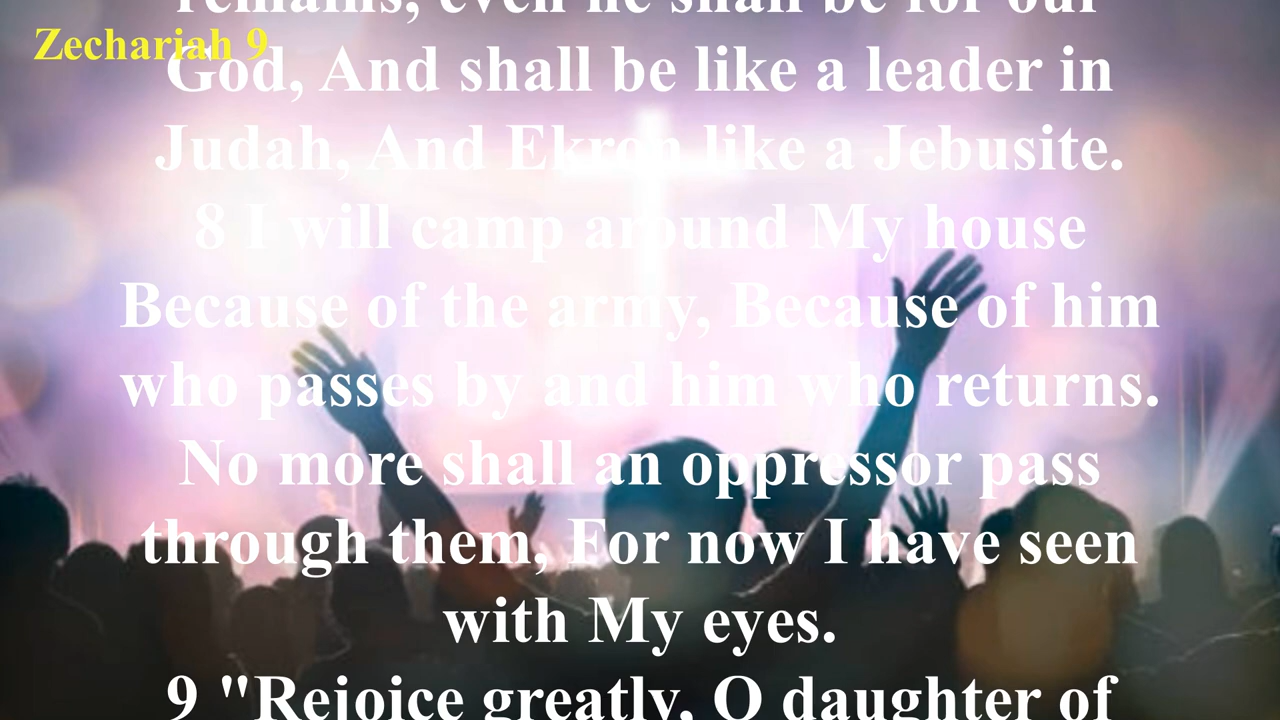 remains, even he shall be for our
Zechariah 9
God, And shall be like a leader in
Judah, And Ekron like a Jebusite.
8 I will camp around My house
Because of the army, Because of him
who passes by and him who returns.
No more shall an oppressor pass
through them, For now I have seen
with My eyes.
9 "Rejoice greatly, O daughter of